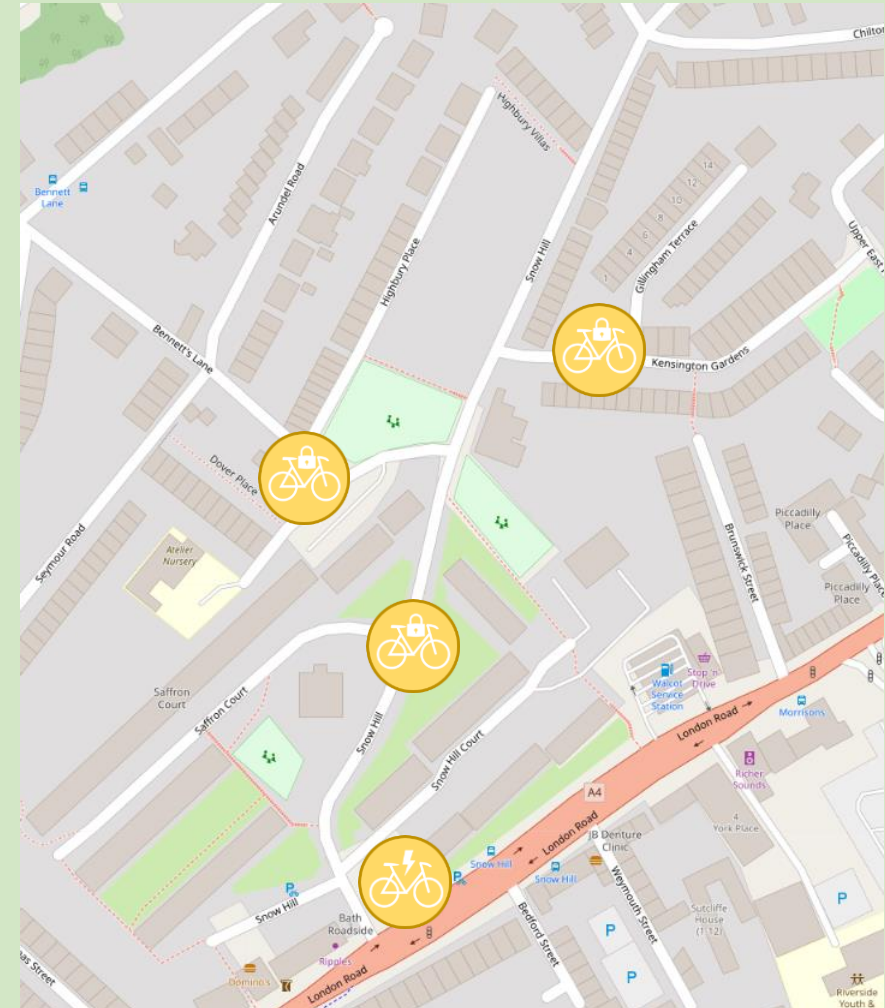 Chilto
Highbury Villas
Bennett
Lane
Arundel Road
14
12
10
8
6
4
1
Gillingham Terrace
Upper East
Snow Hill
Highbury Place
Bennett's Lane
Kensington Gardens
Dover Place
Seymour Road
Atelier
Nursery
Piccadilly
Place
Piccadilly Place
Brunswick Street
Piccadilly
Place
Stop 'n'
Drive
Walcot
Service
Station
Saffron
Court
Saffron Court
Snow Hill
Snow Hill Court
London Road
Morrisons
Richer
Sounds
A4
4
York Place
London Road
JB Denture
Clinic
Snow Hill
Snow Hill
Weymouth Street
Bedford Street
Sutcliffe
House
(1-12)
P
P
P
P
P
Snow Hill
Bath
Roadside
Ripples
Domino's
London Road
as Street
Riverside
Youth &